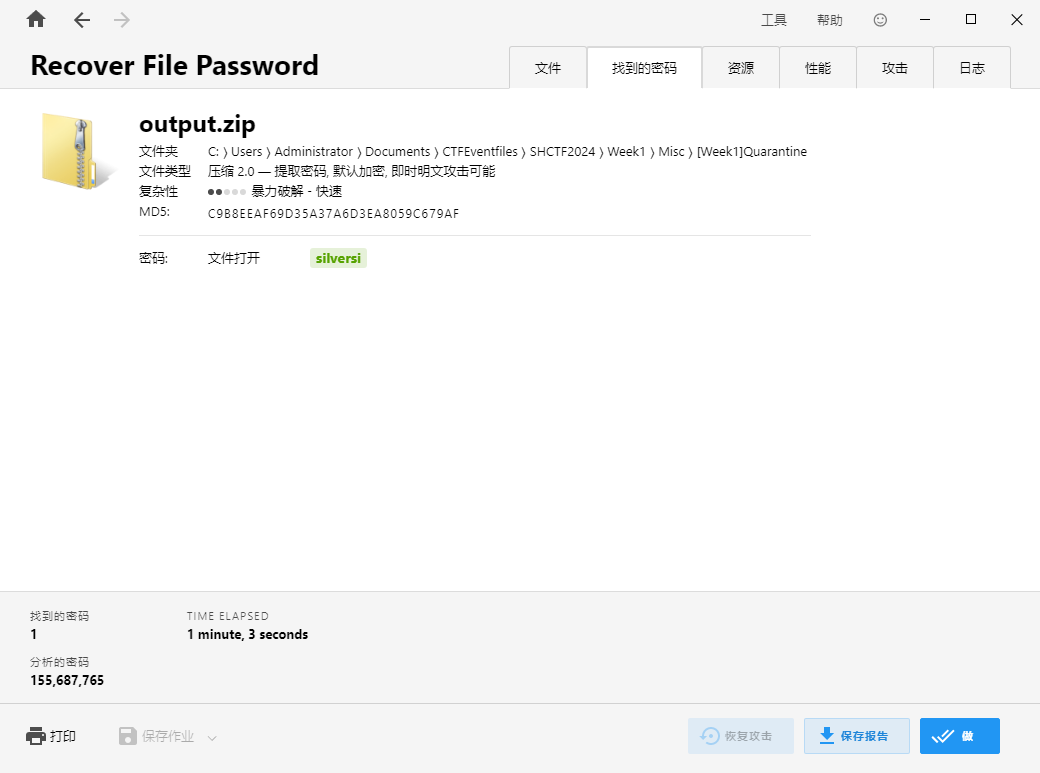 工具 帮助
Recover File Password
文件 找到的密码 资源 性能 攻击 日志
output.zip
文件夹 C: ⟩ Users ⟩ Administrator ⟩ Documents ⟩ CTFEventfiles ⟩ SHCTF2024 ⟩ Week1 ⟩ Misc ⟩ [Week1]Quarantine
文件类型 压缩 2.0 — 提取密码, 默认加密, 即时明文攻击可能
复杂性 ●●●●● 暴力破解 - 快速
MD5: C9B8EEAF69D35A37A6D3EA8059C679AF
密码: 文件打开 silversi
找到的密码 TIME ELAPSED
1 1 minute, 3 seconds
分析的密码
155,687,765
打印 保存作业 恢复攻击 保存报告 做